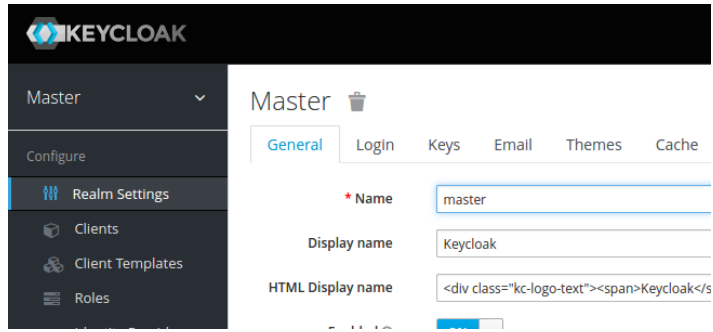 KEYCLOAK
Master
Configure
Realm Settings
Clients
Client Templates
Roles
Master
General Login Keys Email Themes Cache
* Name master
Display name Keycloak
HTML Display name <div class="kc-logo-text"><span>Keycloak</s